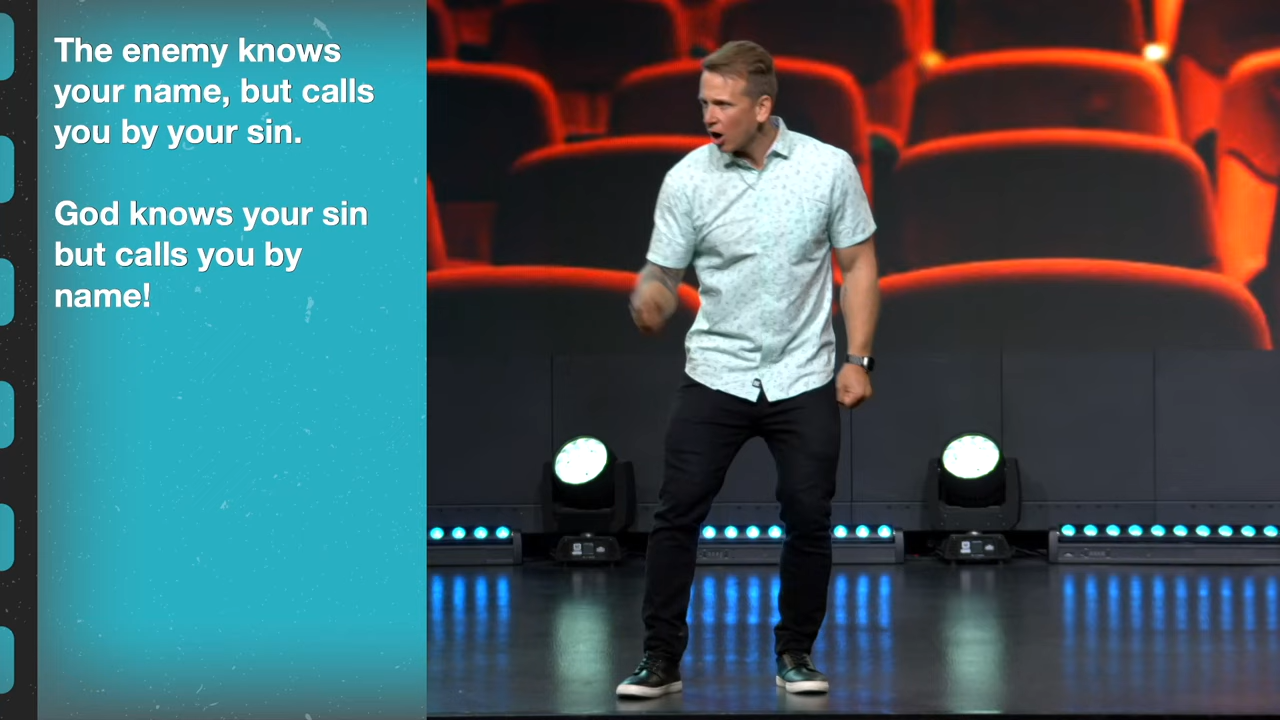 The enemy knows
your name, but calls
you by your sin.
God knows your sin
but calls you by
name!